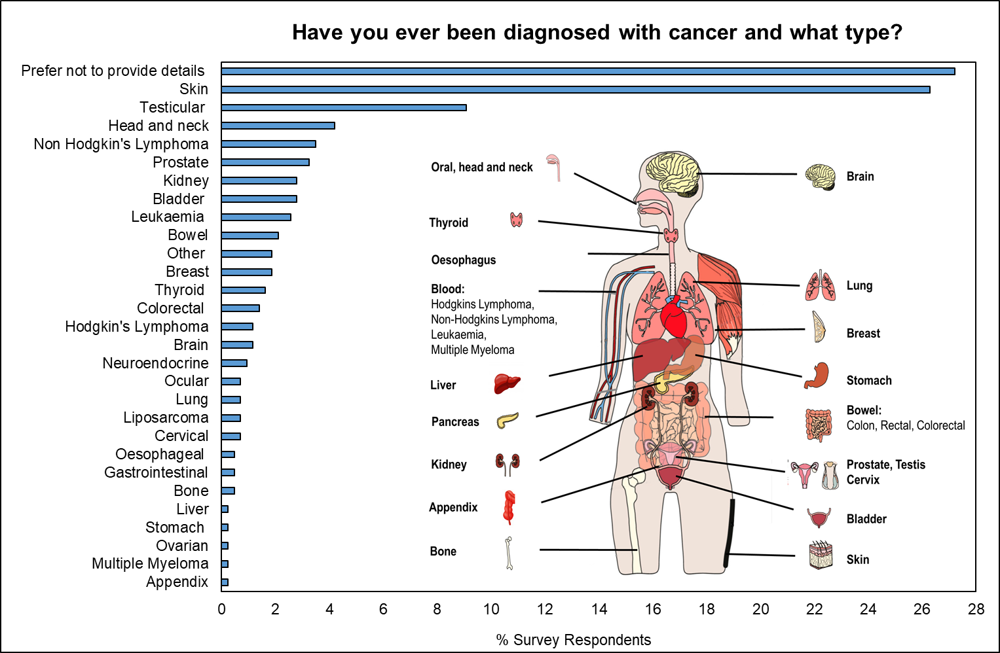 Have you ever been diagnosed with cancer and what type?
Prefer not to provide details
Skin
Testicular
Head and neck
Non Hodgkin's Lymphoma
Prostate
Kidney
Bladder
Leukaemia
Bowel
Other
Breast
Thyroid
Colorectal
Hodgkin's Lymphoma
Brain
Neuroendocrine
Ocular
Lung
Liposarcoma
Cervical
Oesophageal
Gastrointestinal
Bone
Liver
Stomach
Ovarian
Multiple Myeloma
Appendix
0 2 4 6 8 10 12 14 16 18 20 22 24 26 28
% Survey Respondents
Oral, head and neck
Thyroid
Oesophagus
Blood:
Hodgkins Lymphoma,
Non-Hodgkins Lymphoma,
Leukaemia,
Multiple Myeloma
Liver
Pancreas
Kidney
Appendix
Bone
Brain
Lung
Breast
Stomach
Bowel:
Colon, Rectal, Colorectal
Prostate, Testis
Cervix
Bladder
Skin